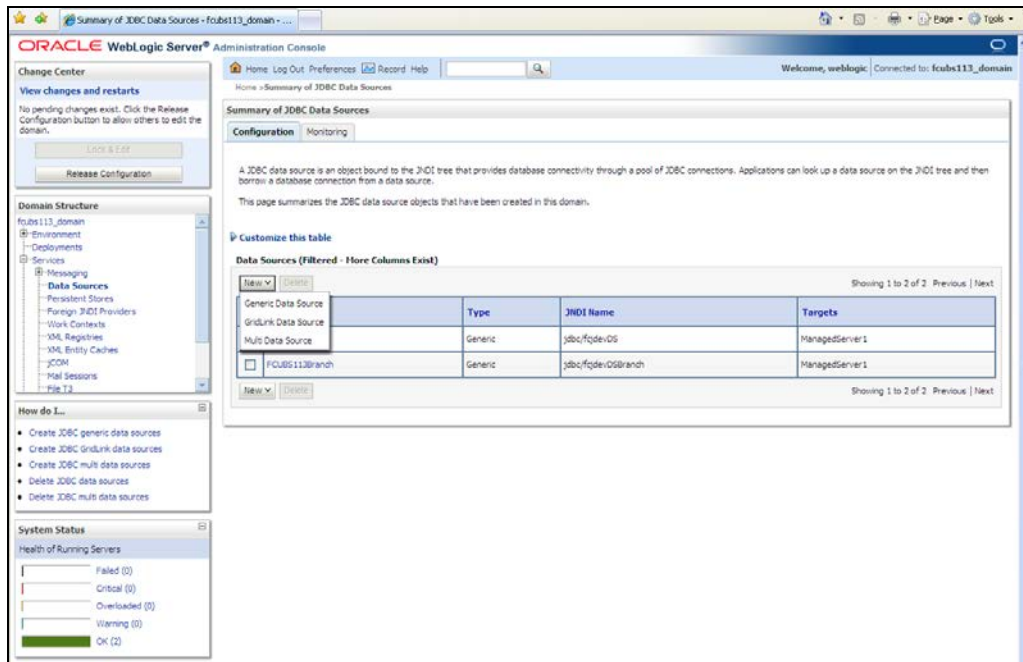 Summary of JDBC Data Sources - fcubs113_domain - ...
Page
Tools
ORACLE WebLogic Server® Administration Console
Change Center
View changes and restarts
No pending changes exist. Click the Release
Configuration button to allow others to edit the
domain.
Lock & Edit
Release Configuration
Domain Structure
fcubs113_domain
Environment
Deployments
Services
Messaging
Data Sources
Persistent Stores
Foreign JNDI Providers
Work Contexts
XML Registries
XML Entity Caches
jCOM
Mail Sessions
File T3
How do I...
Create JDBC generic data sources
Create JDBC GridLink data sources
Create JDBC multi data sources
Delete JDBC data sources
Delete JDBC multi data sources
System Status
Health of Running Servers
Failed (0)
Critical (0)
Overloaded (0)
Warning (0)
OK (2)
Home Log Out Preferences Record Help
Welcome, weblogic Connected to: fcubs113_domain
Home >Summary of JDBC Data Sources
Summary of JDBC Data Sources
Configuration Monitoring
A JDBC data source is an object bound to the JNDI tree that provides database connectivity through a pool of JDBC connections. Applications can look up a data source on the JNDI tree and then
borrow a database connection from a data source.
This page summarizes the JDBC data source objects that have been created in this domain.
Customize this table
Data Sources (Filtered - More Columns Exist)
New Delete Showing 1 to 2 of 2 Previous | Next
Generic Data Source
GridLink Data Source
Multi Data Source
Type JNDI Name Targets
Generic jdbc/fcjdevDS ManagedServer1
FCUBS113Branch Generic jdbc/fcjdevDSBranch ManagedServer1
New Delete Showing 1 to 2 of 2 Previous | Next